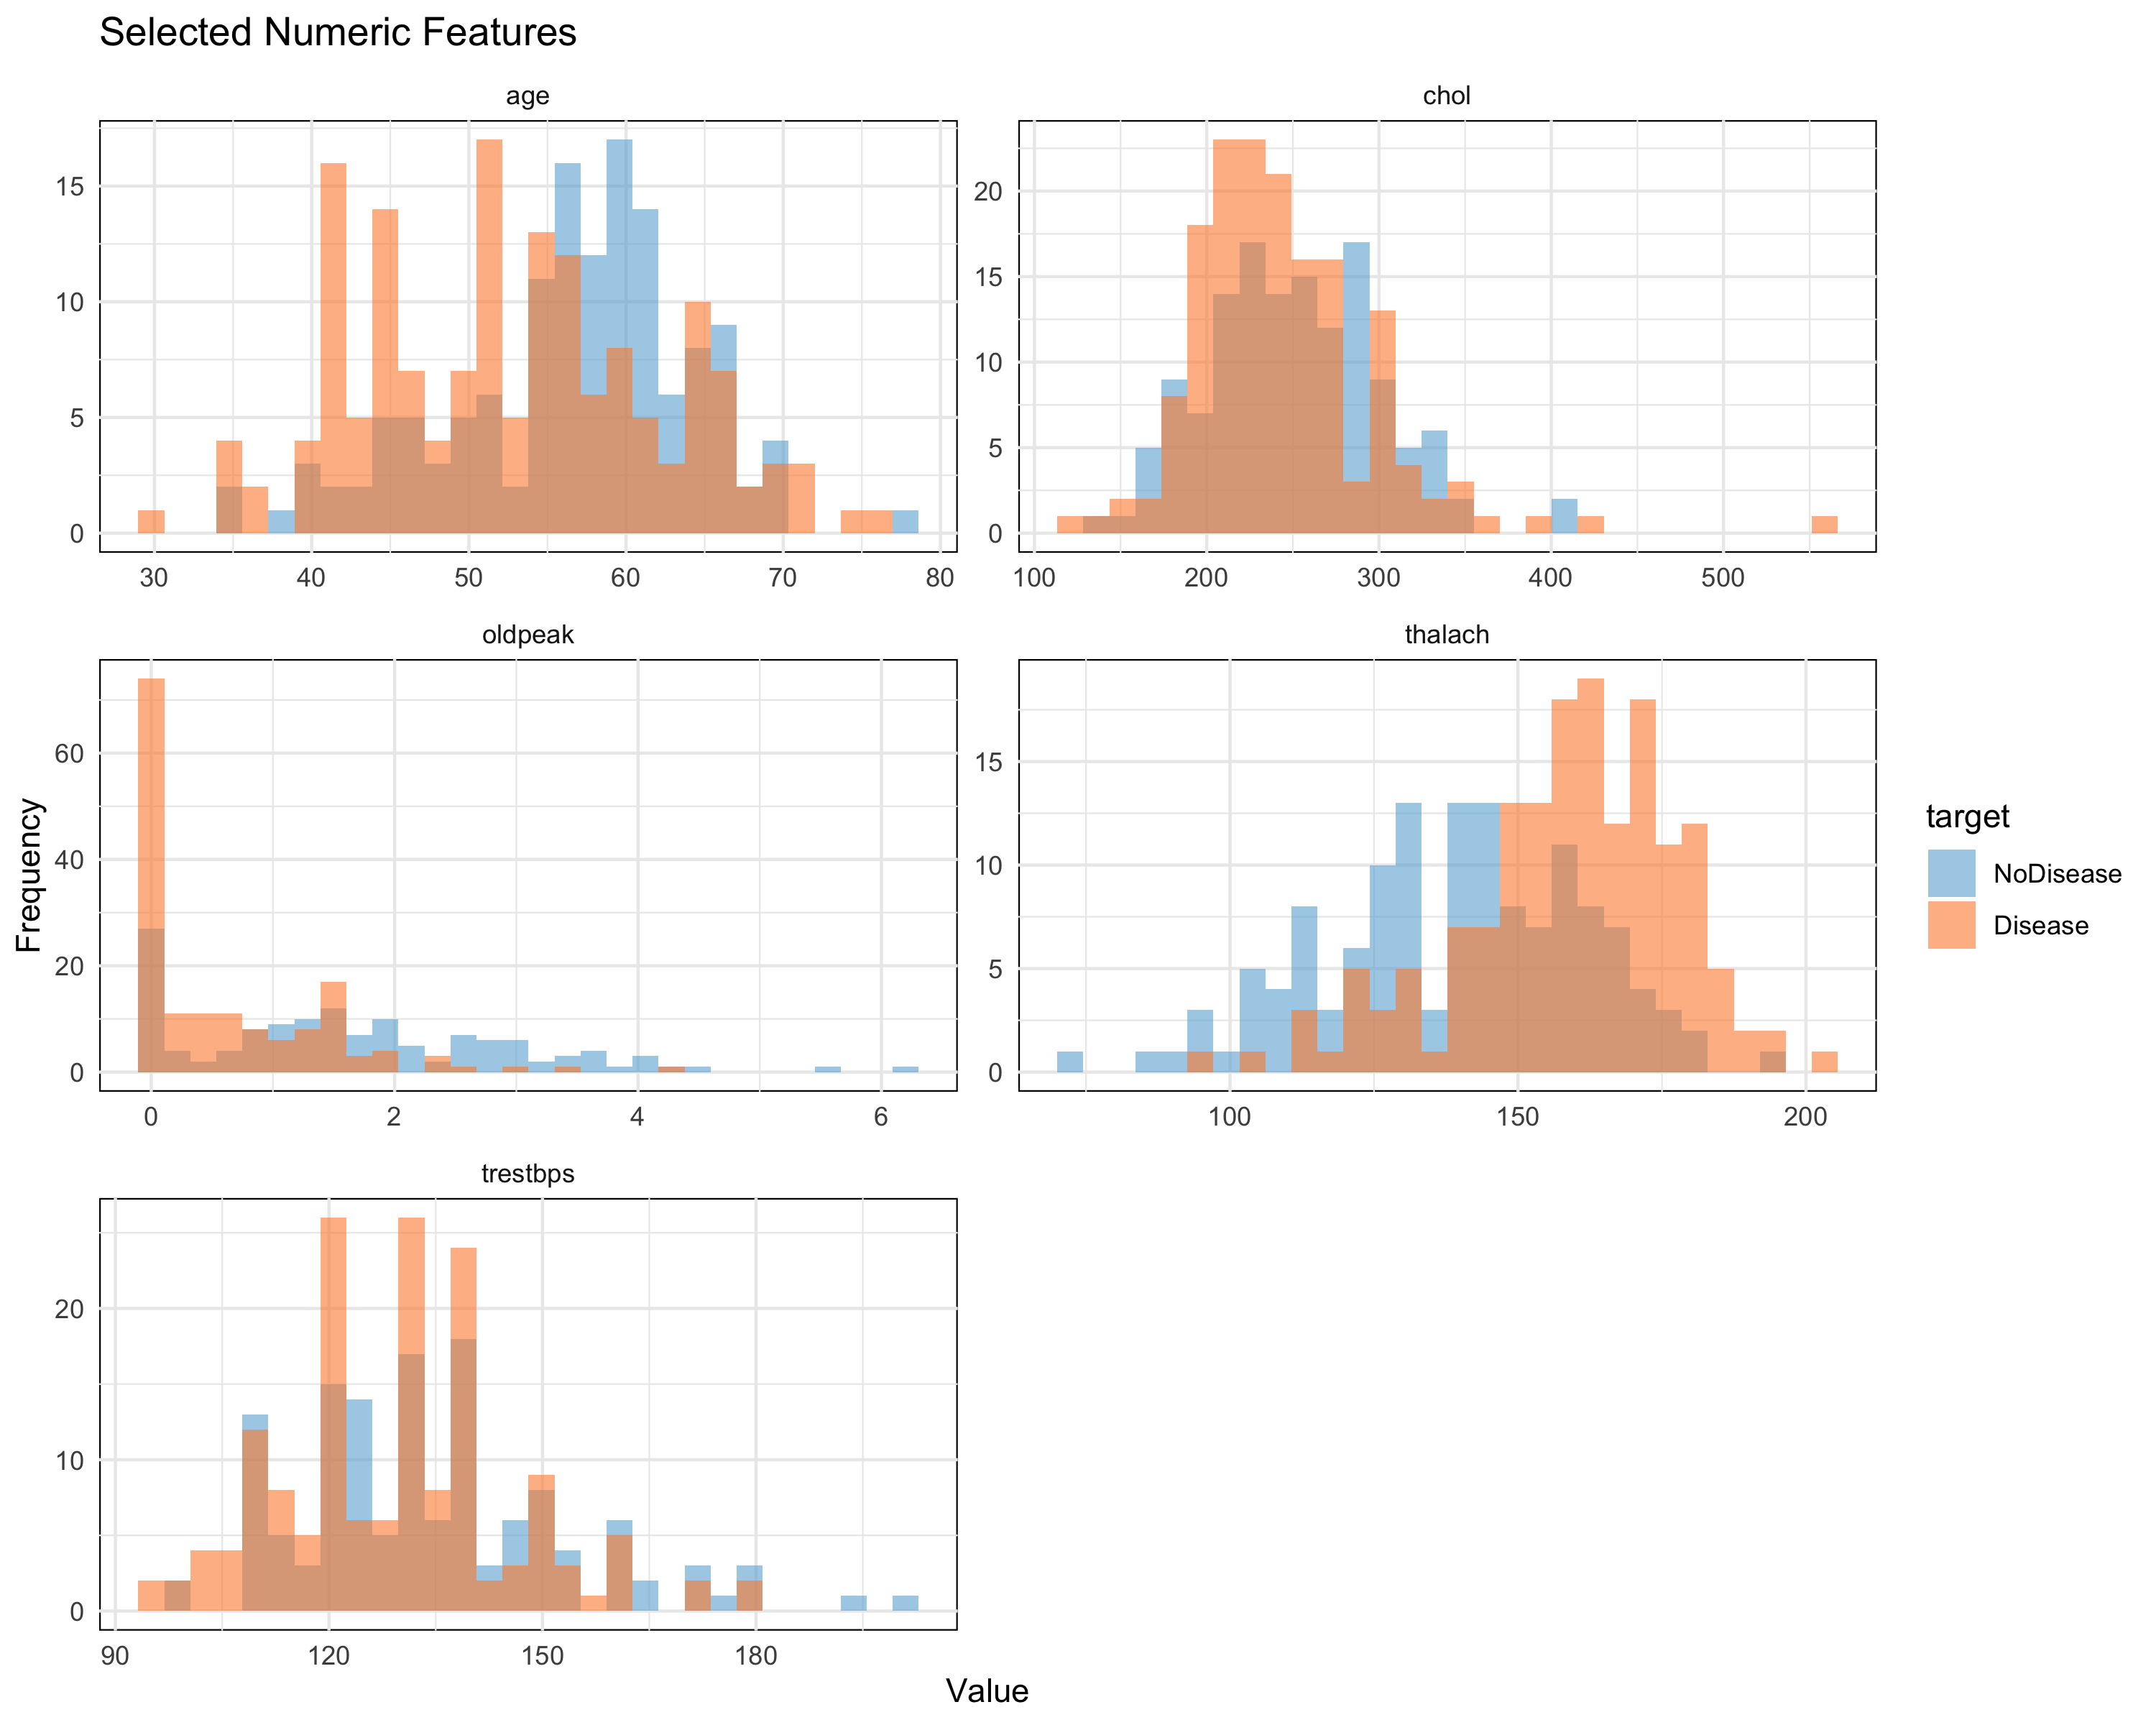 Selected Numeric Features
age
chol
15
10
5
0
30 40 50 60 70 80
20
15
10
5
0
100 200 300 400 500
oldpeak
thalach
Frequency
60
40
20
0
0 2 4 6
15
10
5
0
100 150 200
target
NoDisease
Disease
trestbps
20
10
0
90 120 150 180
Value